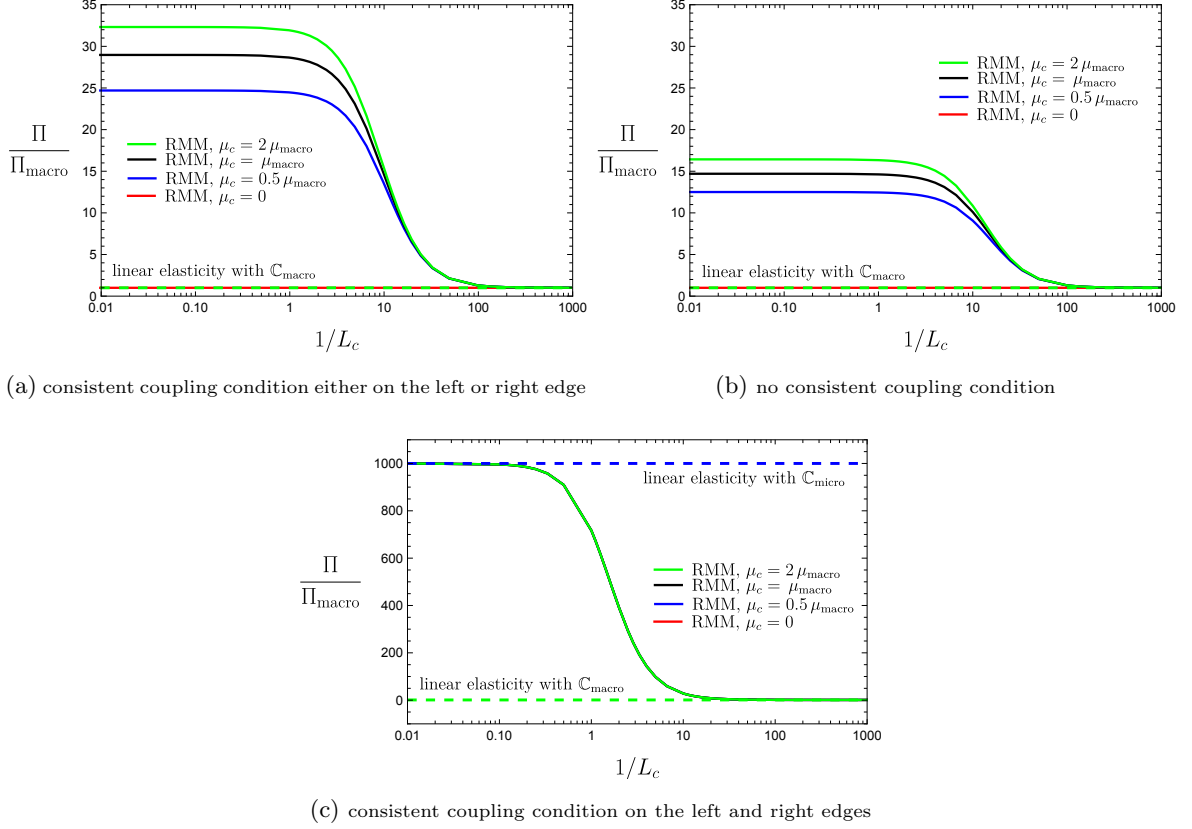 35
30
25
20
15
10
5
0
Π
Π_macro
RMM, μ_c = 2 μ_macro
RMM, μ_c = μ_macro
RMM, μ_c = 0.5 μ_macro
RMM, μ_c = 0
linear elasticity with ℂ_macro
0.01 0.10 1 10 100 1000
1/L_c
(a) consistent coupling condition either on the left or right edge
35
30
25
20
15
10
5
0
Π
Π_macro
RMM, μ_c = 2 μ_macro
RMM, μ_c = μ_macro
RMM, μ_c = 0.5 μ_macro
RMM, μ_c = 0
linear elasticity with ℂ_macro
0.01 0.10 1 10 100 1000
1/L_c
(b) no consistent coupling condition
1000
800
600
400
200
0
Π
Π_macro
linear elasticity with ℂ_micro
RMM, μ_c = 2 μ_macro
RMM, μ_c = μ_macro
RMM, μ_c = 0.5 μ_macro
RMM, μ_c = 0
linear elasticity with ℂ_macro
0.01 0.10 1 10 100 1000
1/L_c
(c) consistent coupling condition on the left and right edges